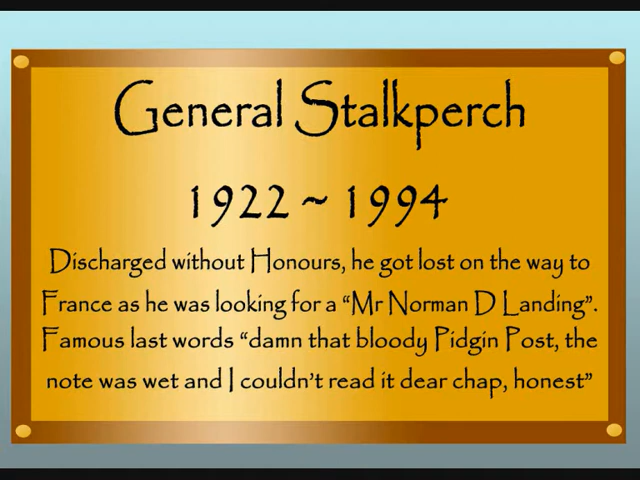 General Stalkperch
1922 ~ 1994
Discharged without Honours, he got lost on the way to
France as he was looking for a “Mr Norman D Landing”.
Famous last words “damn that bloody Pidgin Post, the
note was wet and I couldn’t read it dear chap, honest”